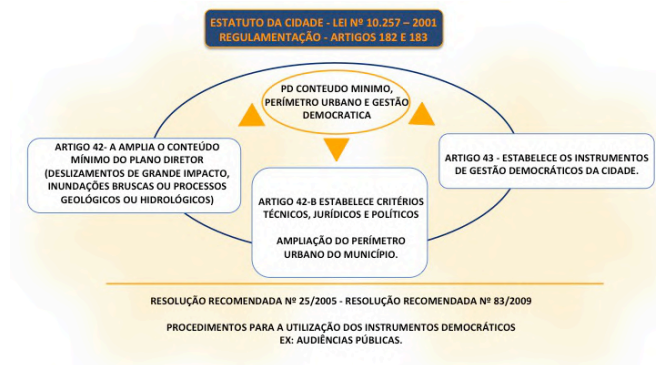 ESTATUTO DA CIDADE - LEI Nº 10.257 – 2001
REGULAMENTAÇÃO - ARTIGOS 182 E 183
PD CONTEUDO MINIMO,
PERÍMETRO URBANO E GESTÃO
DEMOCRATICA
ARTIGO 42- A AMPLIA O CONTEÚDO
MÍNIMO DO PLANO DIRETOR
(DESLIZAMENTOS DE GRANDE IMPACTO,
INUNDAÇÕES BRUSCAS OU PROCESSOS
GEOLÓGICOS OU HIDROLÓGICOS)
ARTIGO 42-B ESTABELECE CRITÉRIOS
TÉCNICOS, JURÍDICOS E POLÍTICOS
AMPLIAÇÃO DO PERÍMETRO
URBANO DO MUNICÍPIO.
ARTIGO 43 - ESTABELECE OS INSTRUMENTOS
DE GESTÃO DEMOCRÁTICOS DA CIDADE.
RESOLUÇÃO RECOMENDADA Nº 25/2005 - RESOLUÇÃO RECOMENDADA Nº 83/2009
PROCEDIMENTOS PARA A UTILIZAÇÃO DOS INSTRUMENTOS DEMOCRÁTICOS
EX: AUDIÊNCIAS PÚBLICAS.